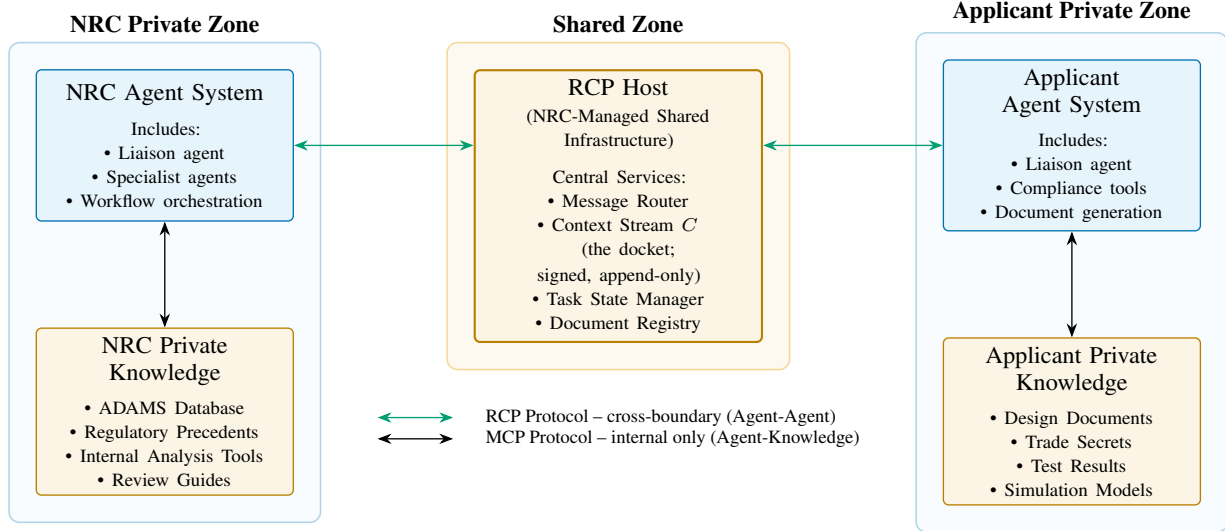 NRC Private Zone
NRC Agent System
Includes:
• Liaison agent
• Specialist agents
• Workflow orchestration
NRC Private
Knowledge
• ADAMS Database
• Regulatory Precedents
• Internal Analysis Tools
• Review Guides
Shared Zone
RCP Host
(NRC-Managed Shared
Infrastructure)
Central Services:
• Message Router
• Context Stream C
(the docket;
signed, append-only)
• Task State Manager
• Document Registry
Applicant Private Zone
Applicant
Agent System
Includes:
• Liaison agent
• Compliance tools
• Document generation
Applicant Private
Knowledge
• Design Documents
• Trade Secrets
• Test Results
• Simulation Models
RCP Protocol – cross-boundary (Agent-Agent)
MCP Protocol – internal only (Agent-Knowledge)